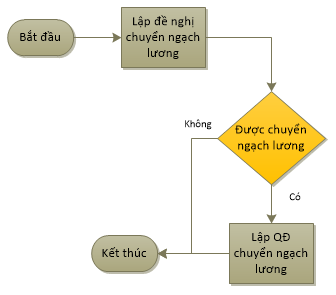 Bắt đầu
Lập đề nghị
chuyển ngạch
lương
Không
Được chuyển
ngạch lương
Có
Lập QĐ
chuyển ngạch
lương
Kết thúc